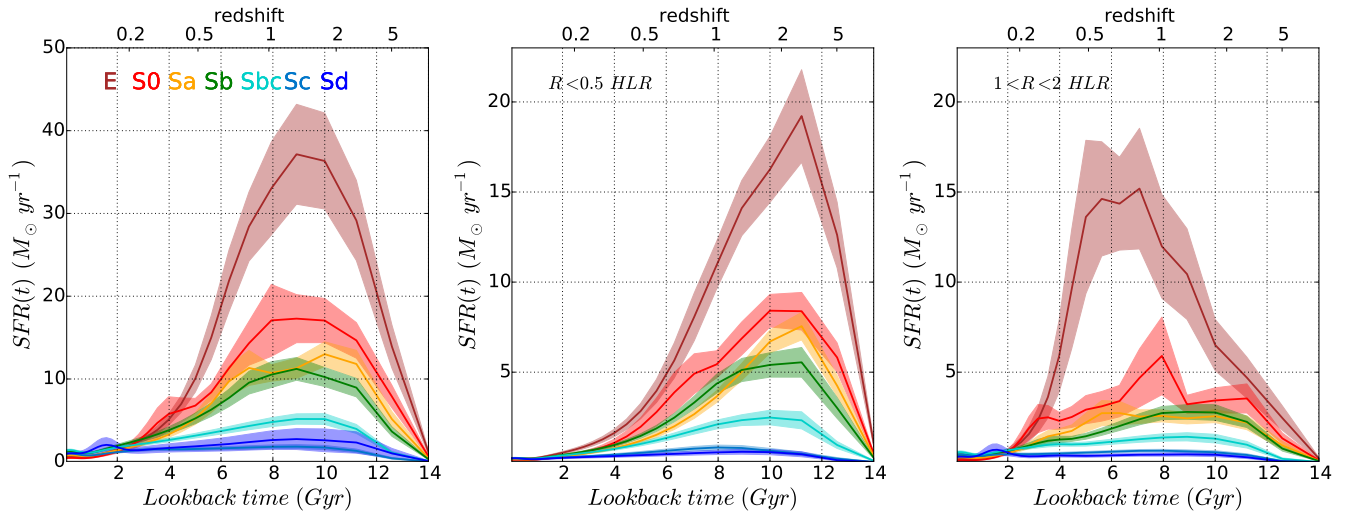 redshift
0.2 0.5 1 2 5
50
40
30
20
10
0
E S0 Sa Sb Sbc Sc Sd
SFR(t) (M⊙ yr⁻¹)
2 4 6 8 10 12 14
Lookback time (Gyr)
redshift
0.2 0.5 1 2 5
20
15
10
5
R<0.5 HLR
SFR(t) (M⊙ yr⁻¹)
2 4 6 8 10 12 14
Lookback time (Gyr)
redshift
0.2 0.5 1 2 5
20
15
10
5
1<R<2 HLR
SFR(t) (M⊙ yr⁻¹)
2 4 6 8 10 12 14
Lookback time (Gyr)